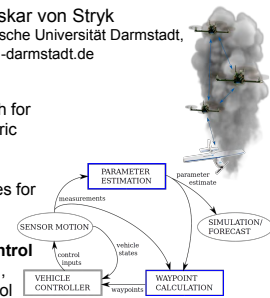 skar von Stryk
sche Universität Darmstadt,
-darmstadt.de
h for
ric
es for
ntrol
,
ol
PARAMETER
ESTIMATION
parameter
estimate
measurements
SENSOR MOTION
SIMULATION/
FORECAST
control
inputs
vehicle
states
VEHICLE
CONTROLLER
waypoints
WAYPOINT
CALCULATION